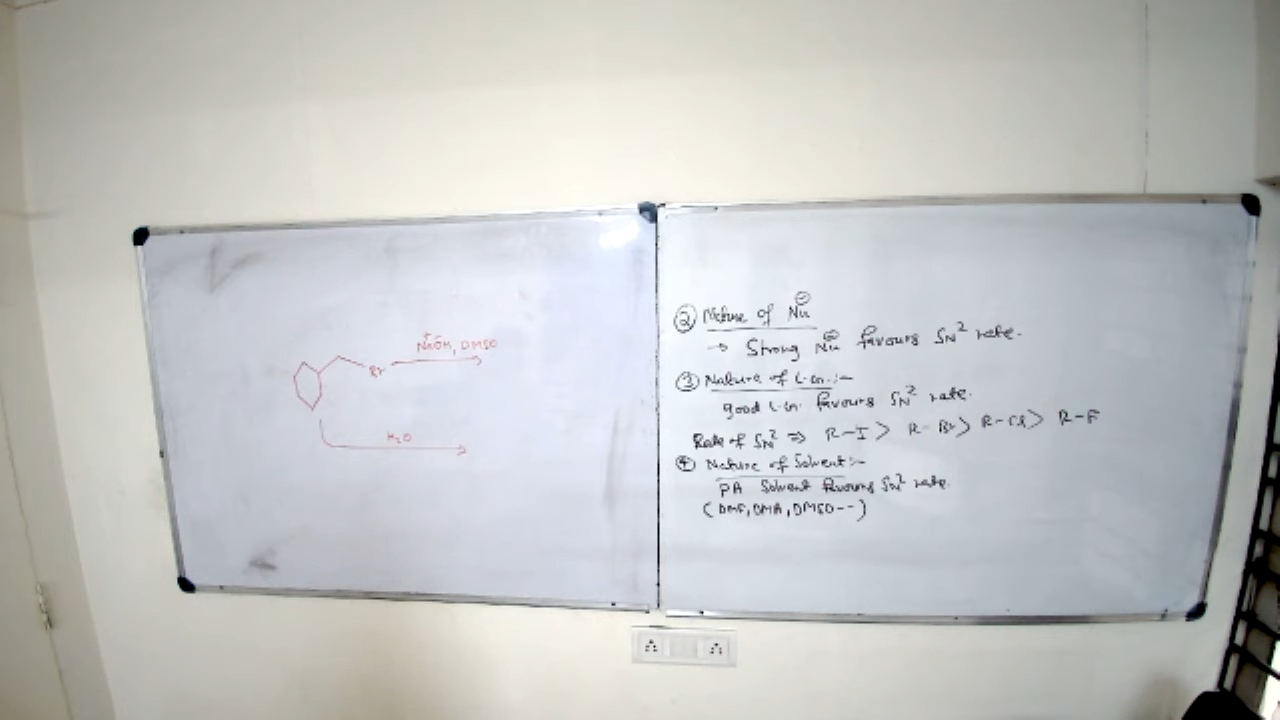 Br
NaOH, DMSO
H2O
② Nature of Nu⊖
→ Strong Nu⊖ favours SN² rate.
③ Nature of L.G.:-
good L.G. favours SN² rate.
Rate of SN² ⇒ R-I > R-Br > R-Cl > R-F
④ Nature of Solvent:-
PA Solvent favours SN² rate.
(DMF, DMA, DMSO--)